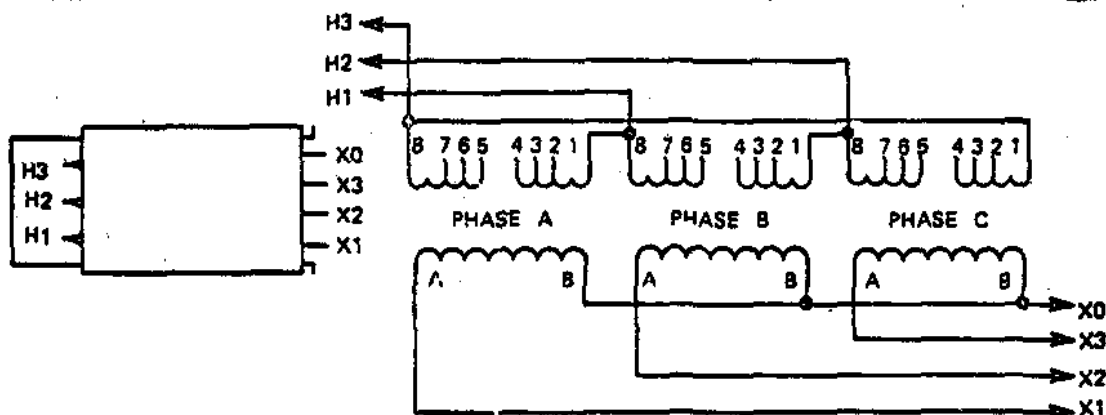 H3
H2
H1
8 7 6 5 4 3 2 1 8 7 6 5 4 3 2 1 8 7 6 5 4 3 2 1
PHASE A PHASE B PHASE C
A B A B A B
X0
X3
X2
X1
H3
H2
H1
X0
X3
X2
X1